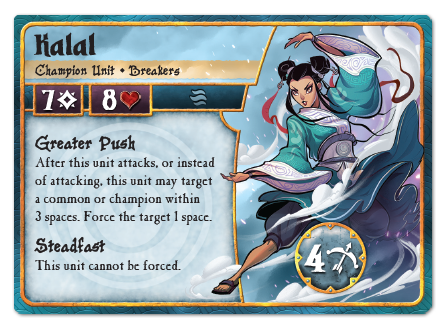 Kalal
Champion Unit • Breakers
7 8
Greater Push
After this unit attacks, or instead
of attacking, this unit may target
a common or champion within
3 spaces. Force the target 1 space.
Steadfast
This unit cannot be forced.
4